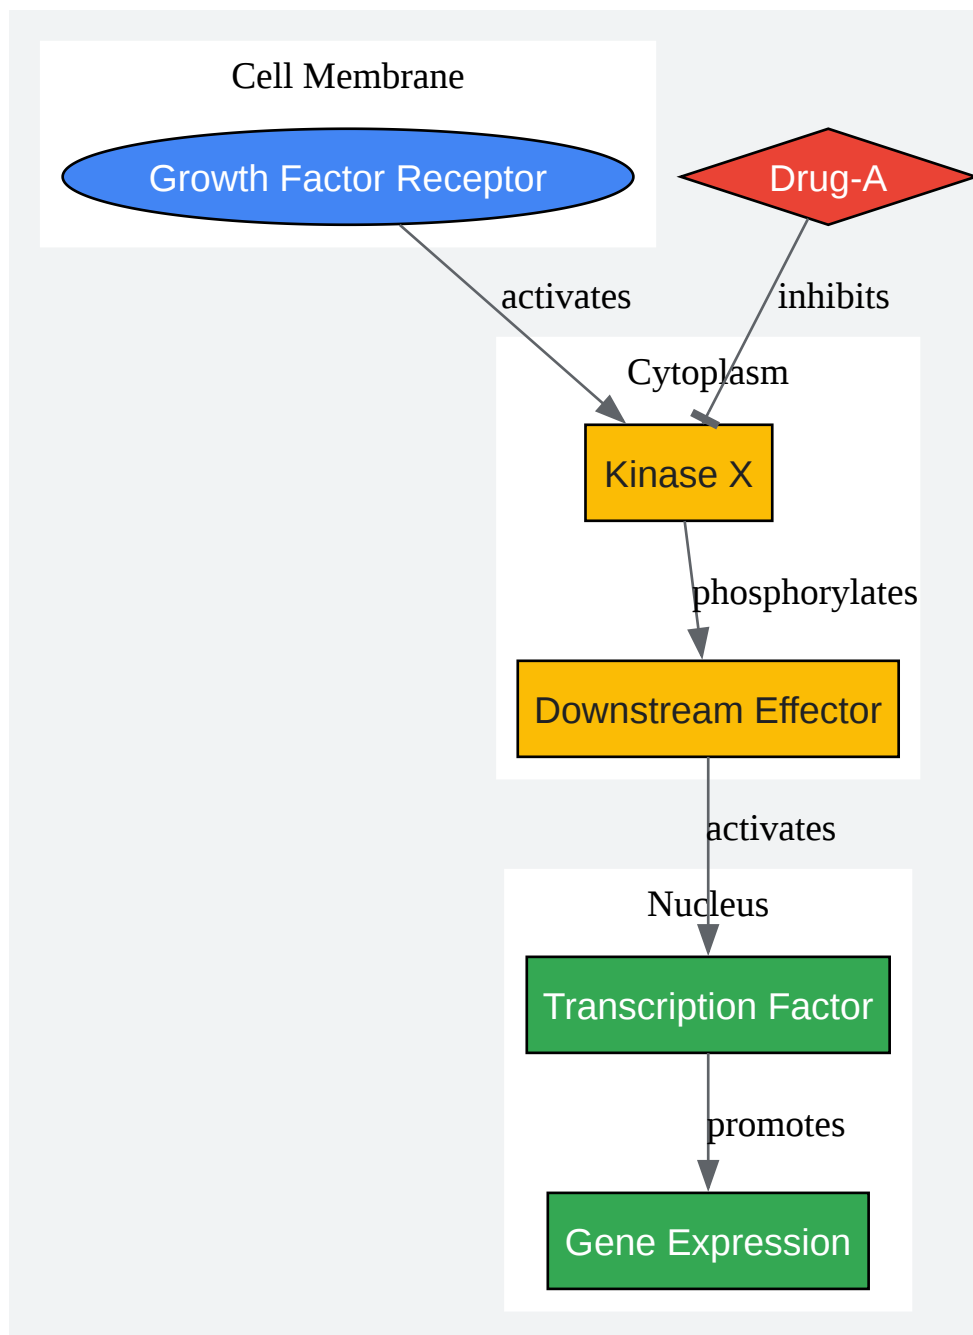 Cell Membrane
Growth Factor Receptor
Drug-A
activates
inhibits
Cytoplasm
Kinase X
phosphorylates
Downstream Effector
activates
Nucleus
Transcription Factor
promotes
Gene Expression